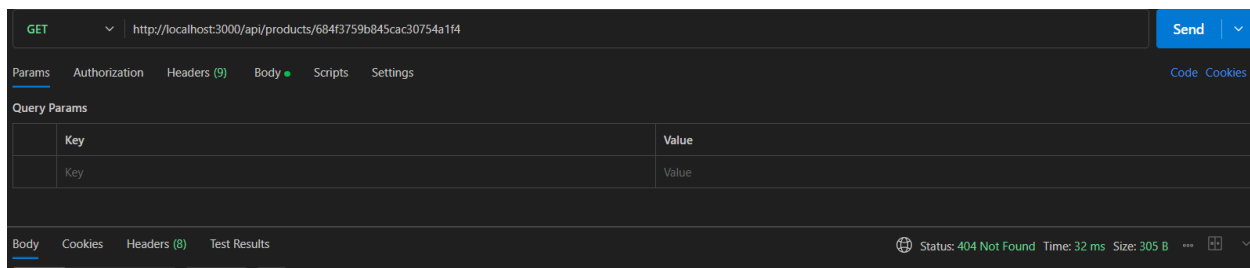 GET http://localhost:3000/api/products/684f3759b845cac30754a1f4 Send
Params Authorization Headers (9) Body Scripts Settings Code Cookies
Query Params
Key Value
Key Value
Body Cookies Headers (8) Test Results Status: 404 Not Found Time: 32 ms Size: 305 B